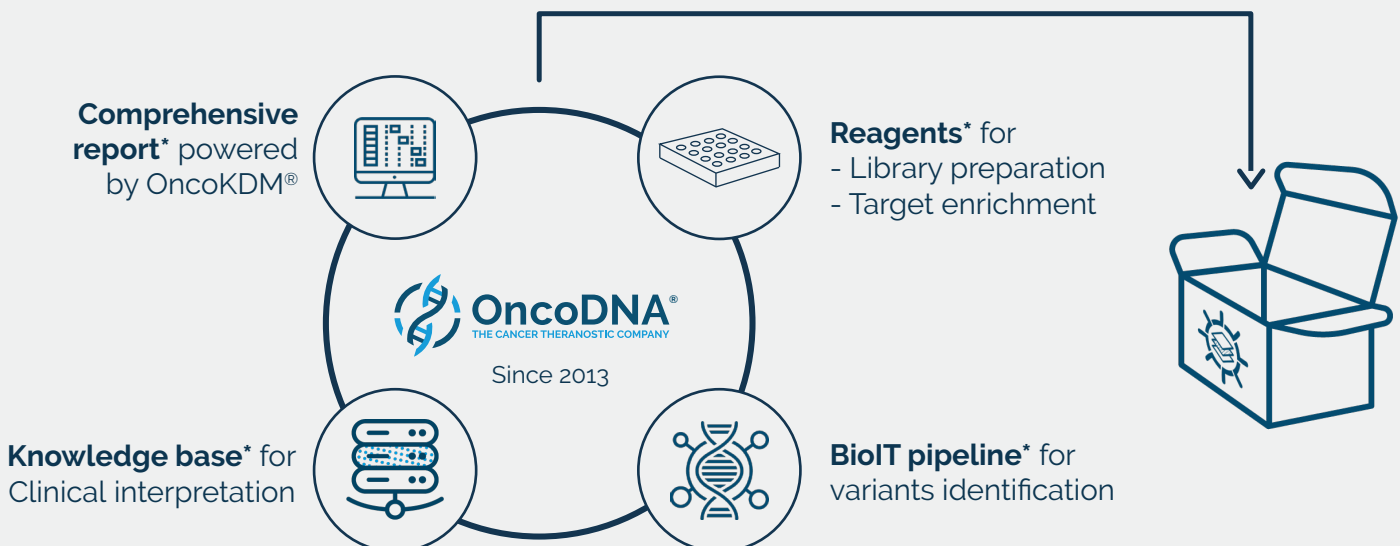 Comprehensive
report* powered
by OncoKDM®
Reagents* for
- Library preparation
- Target enrichment
OncoDNA®
THE CANCER THERANOSTIC COMPANY
Since 2013
Knowledge base* for
Clinical interpretation
BioIT pipeline* for
variants identification